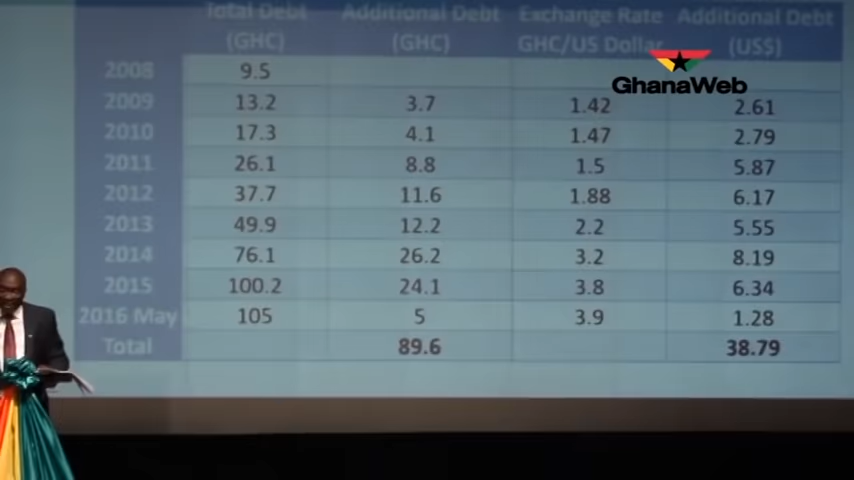 Total Debt Additional Debt Exchange Rate Additional Debt
(GHC) (GHC) GHC/US Dollar (US$)
GhanaWeb
2008 9.5
2009 13.2 3.7 1.42 2.61
2010 17.3 4.1 1.47 2.79
2011 26.1 8.8 1.5 5.87
2012 37.7 11.6 1.88 6.17
2013 49.9 12.2 2.2 5.55
2014 76.1 26.2 3.2 8.19
2015 100.2 24.1 3.8 6.34
2016 May 105 5 3.9 1.28
Total 89.6 38.79